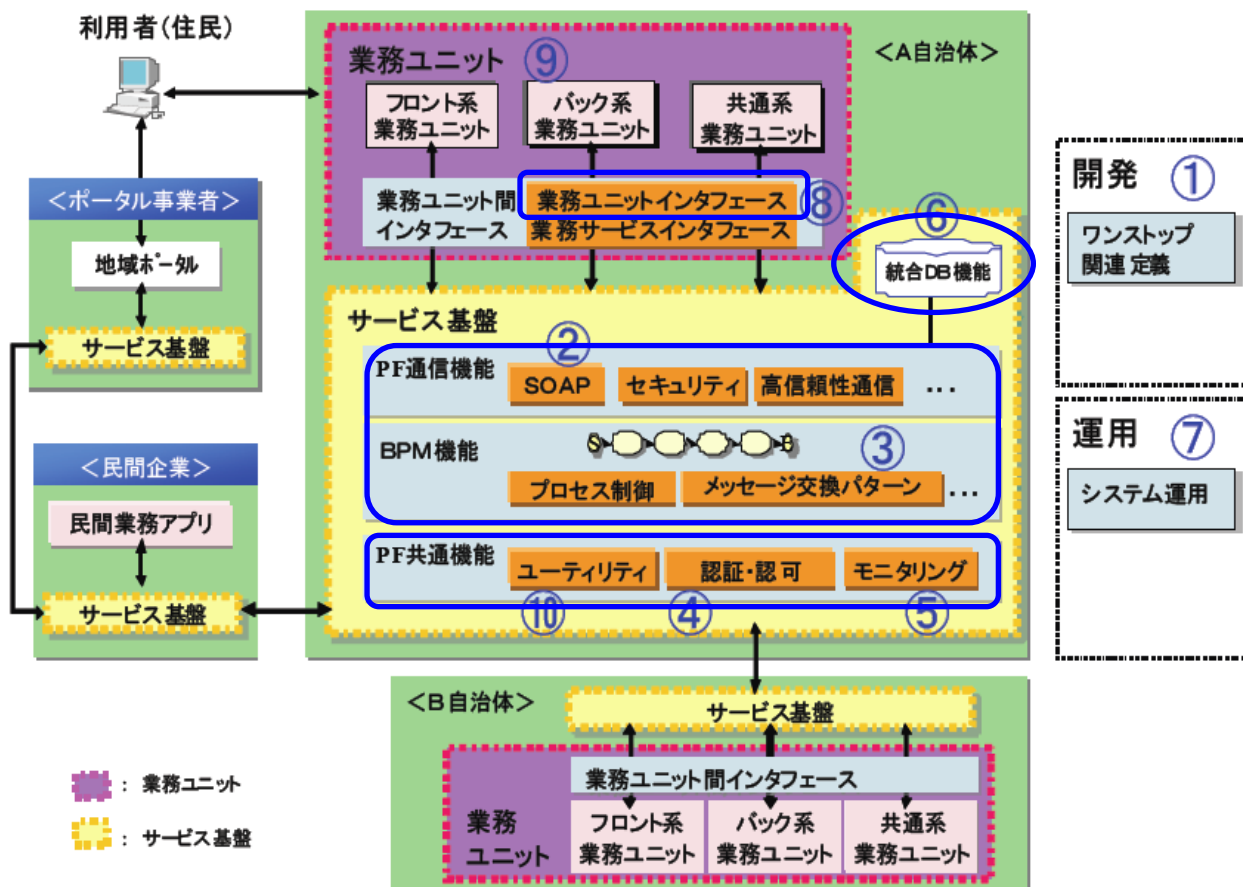 利用者(住民)
<ポータル事業者>
地域ポータル
サービス基盤
<民間企業>
民間業務アプリ
サービス基盤
<A自治体>
業務ユニット ⑨
フロント系
業務ユニット
バック系
業務ユニット
共通系
業務ユニット
業務ユニット間
インタフェース
業務ユニットインタフェース
⑧
業務サービスインタフェース
⑥
統合DB機能
サービス基盤
②
PF通信機能
SOAP
セキュリティ
高信頼性通信
...
BPM機能
S
E
③
プロセス制御
メッセージ交換パターン
...
PF共通機能
ユーティリティ
認証・認可
モニタリング
⑩
④
⑤
<B自治体>
サービス基盤
業務ユニット間インタフェース
業務
ユニット
フロント系
業務ユニット
バック系
業務ユニット
共通系
業務ユニット
開発 ①
ワンストップ
関連定義
運用 ⑦
システム運用
: 業務ユニット
: サービス基盤